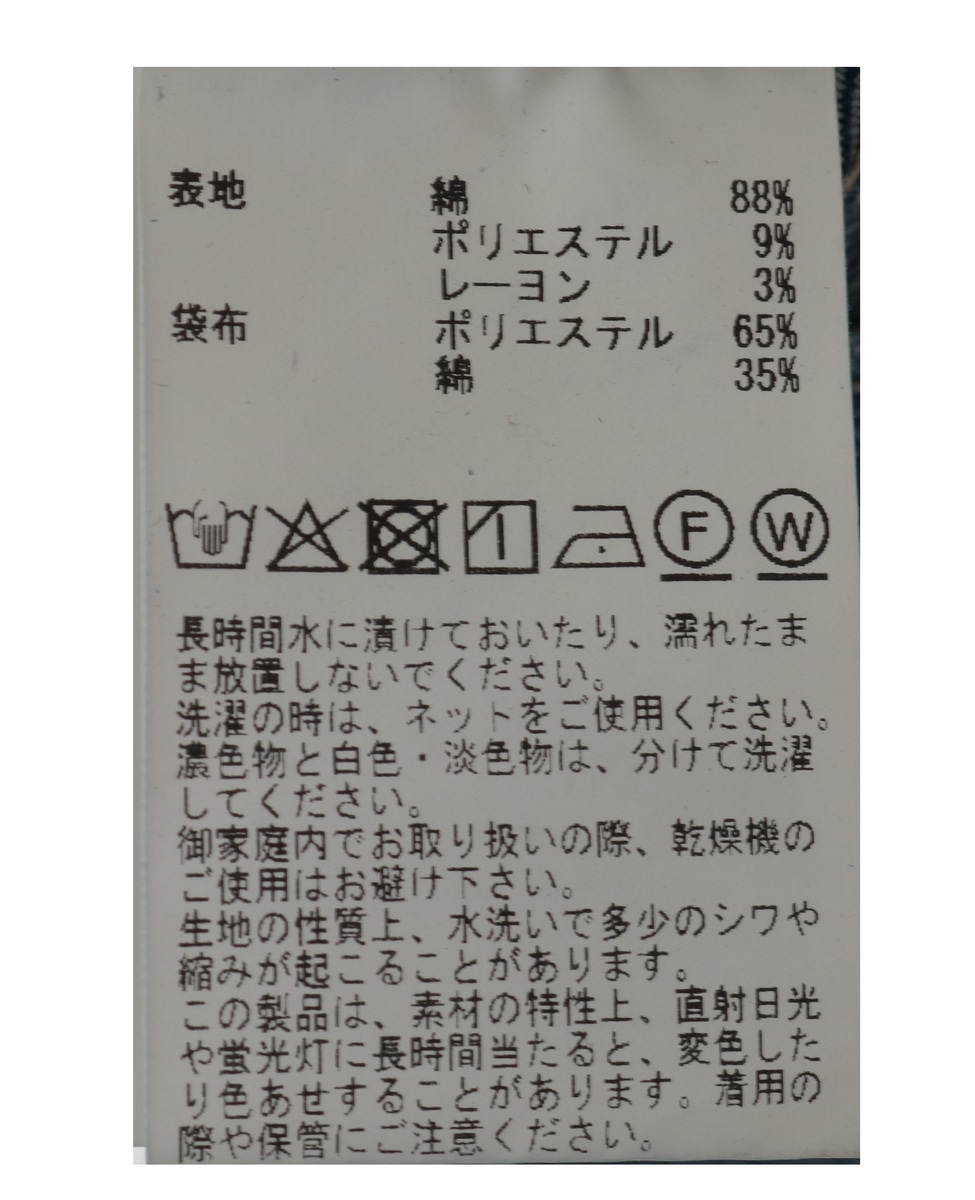 表地 綿 88%
ポリエステル 9%
レーヨン 3%
袋布 ポリエステル 65%
綿 35%
F W
長時間水に漬けておいたり、濡れたま
ま放置しないでください。
洗濯の時は、ネットをご使用ください。
濃色物と白色・淡色物は、分けて洗濯
してください。
御家庭内でお取り扱いの際、乾燥機の
ご使用はお避け下さい。
生地の性質上、水洗いで多少のシワや
縮みが起こることがあります。
この製品は、素材の特性上、直射日光
や蛍光灯に長時間当たると、変色した
り色あせすることがあります。着用の
際や保管にご注意ください。